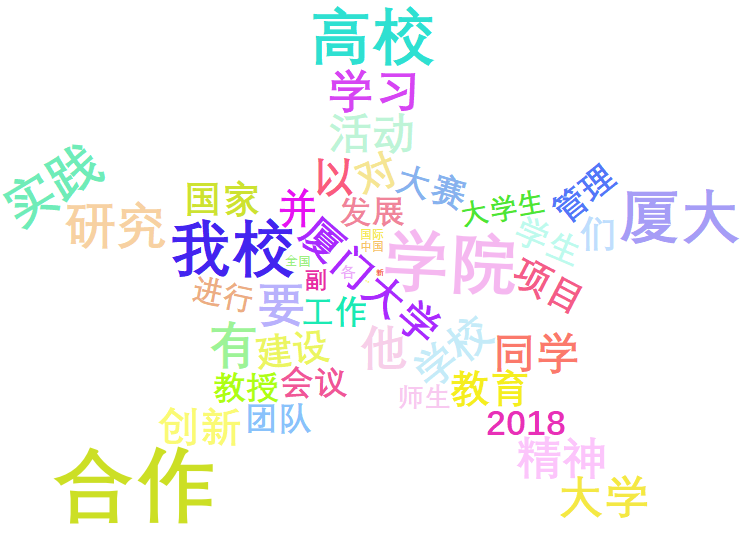 高校
学习
活动
以
对
大赛
实践
研究
国家
并
发展
大学生
管理
厦大
我校
厦门大学
国际
中国
学院
学生
们
全国
副
各
新
项目
进行
要
工作
有
建设
他
学校
同学
教授
会议
师生
教育
创新
团队
2018
精神
合作
大学